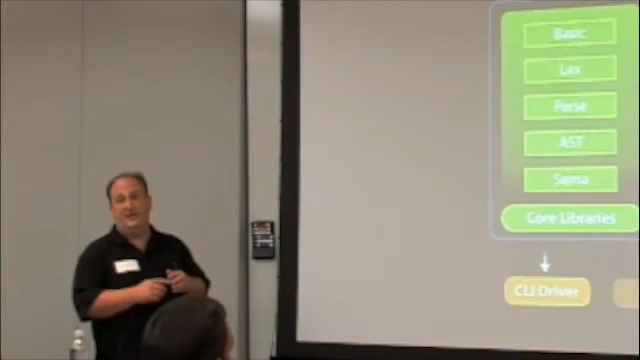 Basic
Lex
Parse
AST
Sema
Core Libraries
CLI Driver